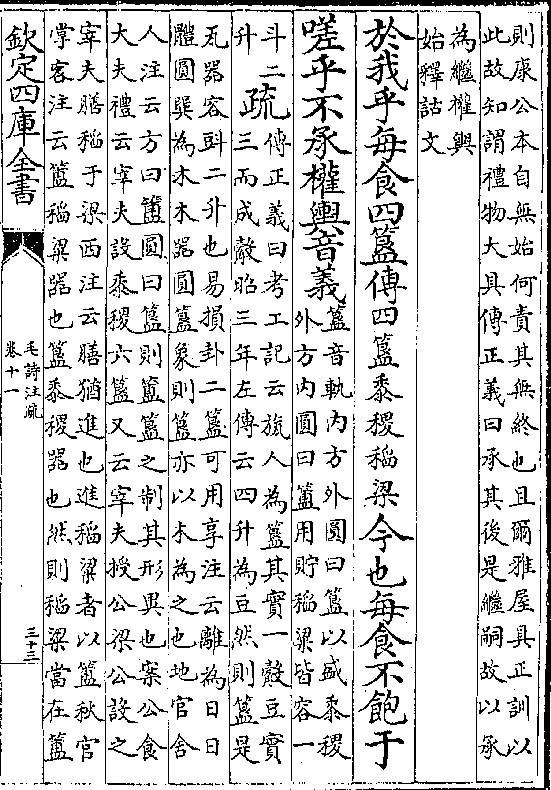 則康公本自無始何責其無終也且爾雅屋具正訓以
此故知謂禮物大具傳正義曰承其後是繼嗣故以承
為繼權輿
始釋詁文
於我乎每食四簋傳四簋黍稷稻粱今也每食不飽于
嗟乎不承權輿音義
簋音軌内方外圓曰簋以盛黍稷
外方内圓曰簠用貯稻粱皆容一
斗二
升
疏
傳正義曰考工記云旊人為簋其實一觳豆實
三而成觳昭三年左傳云四升為豆然則簋是
瓦器容㪷二升也易損卦二簋可用享注云離為日日
體圓巽為木木器圓簋象則簋亦以木為之也地官舍
人注云方曰簠圓曰簋則簠簋之制其形異也案公食
大夫禮云宰夫設黍稷六簋又云宰夫授公粱公設之
宰夫膳稻于粱西注云膳猶進也進稻粱者以簠秋官
掌客注云簠稻粱器也簋黍稷器也然則稻粱當在簠
欽定四庫全書
毛詩注疏
卷十一
三十三